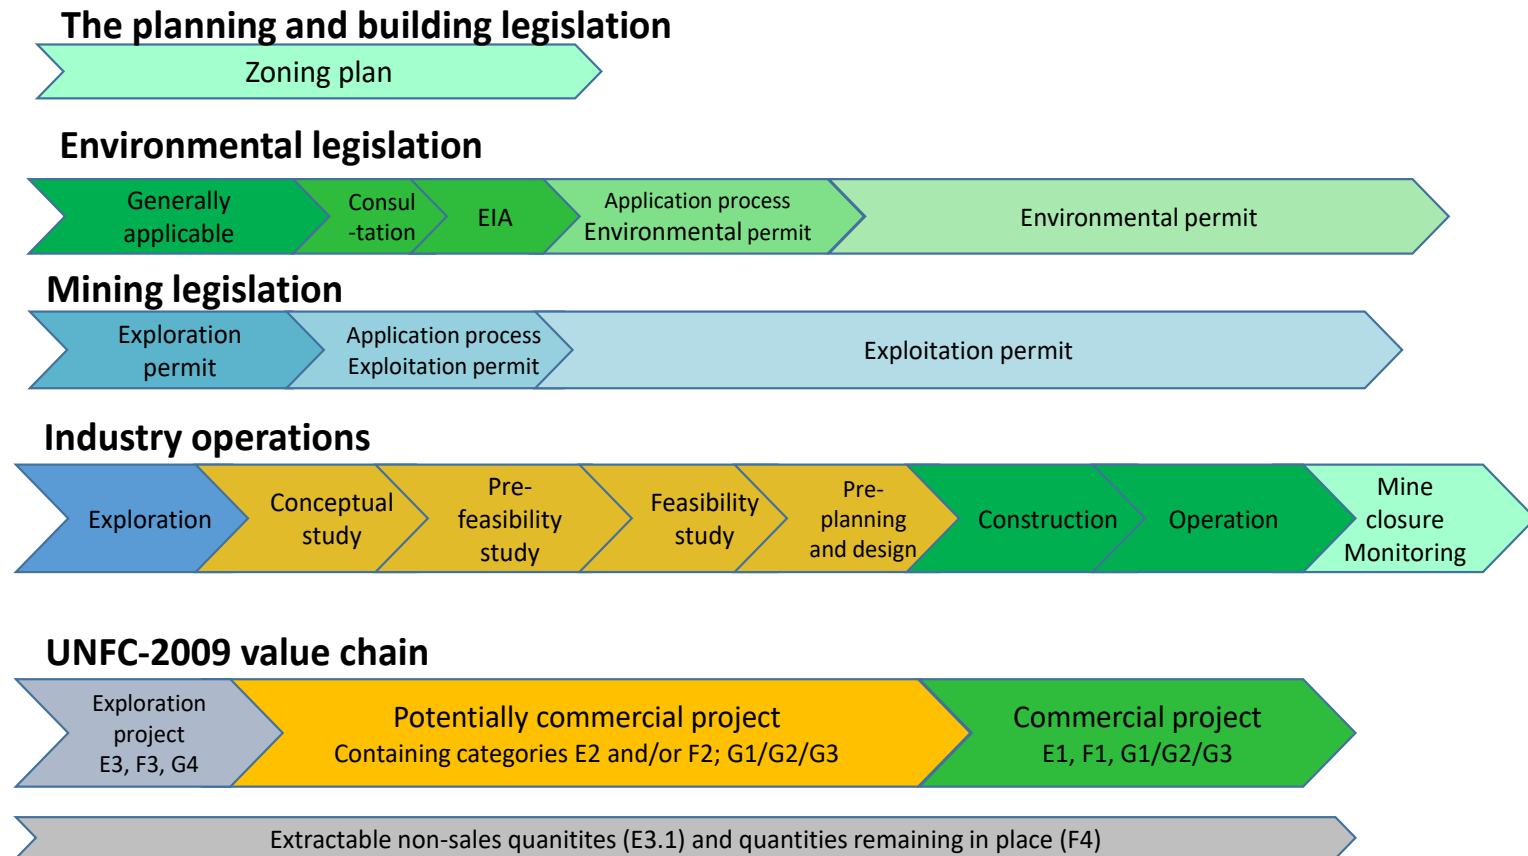 The planning and building legislation
Zoning plan
Environmental legislation
Generally
applicable
Consul
-tation
EIA
Application process
Environmental permit
Environmental permit
Mining legislation
Exploration
permit
Application process
Exploitation permit
Exploitation permit
Industry operations
Exploration
Conceptual
study
Pre-
feasibility
study
Feasibility
study
Pre-
planning
and design
Construction
Operation
Mine
closure
Monitoring
UNFC-2009 value chain
Exploration
project
E3, F3, G4
Potentially commercial project
Containing categories E2 and/or F2; G1/G2/G3
Commercial project
E1, F1, G1/G2/G3
Extractable non-sales quanitites (E3.1) and quantities remaining in place (F4)